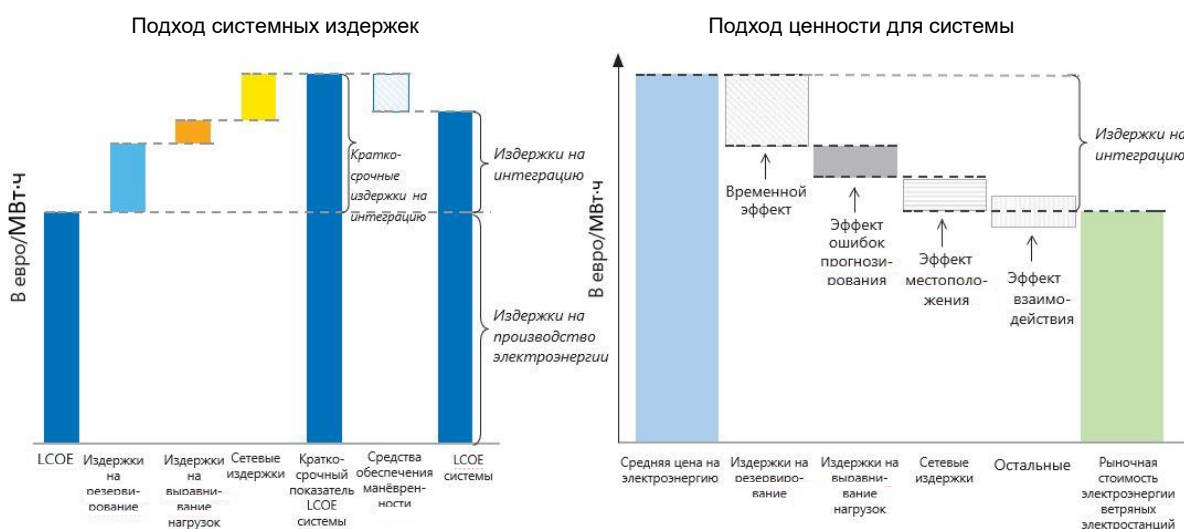 Подход системных издержек
В евро/МВт·ч
Кратко-
срочные
издержки на
интеграцию
Издержки на
интеграцию
Издержки на
производство
электроэнергии
LCOE
Издержки
на
резерви-
рование
Издержки
на
выравни-
вание
нагрузок
Сетевые
издержки
Кратко-
срочный
показатель
LCOE
системы
Средства
обеспечения
манёврен-
ности
LCOE
системы
Подход ценности для системы
В евро/МВт·ч
Временной
эффект
Эффект
ошибок
прогнози-
рования
Эффект
местополо-
жения
Эффект
взаимо-
действия
Издержки на
интеграцию
Средняя цена на
электроэнергию
Издержки на
резервиро-
вание
Издержки на
выравни-
вание
нагрузок
Сетевые
издержки
Остальные
Рыночная
стоимость
электроэнергии
ветряных
электростанций